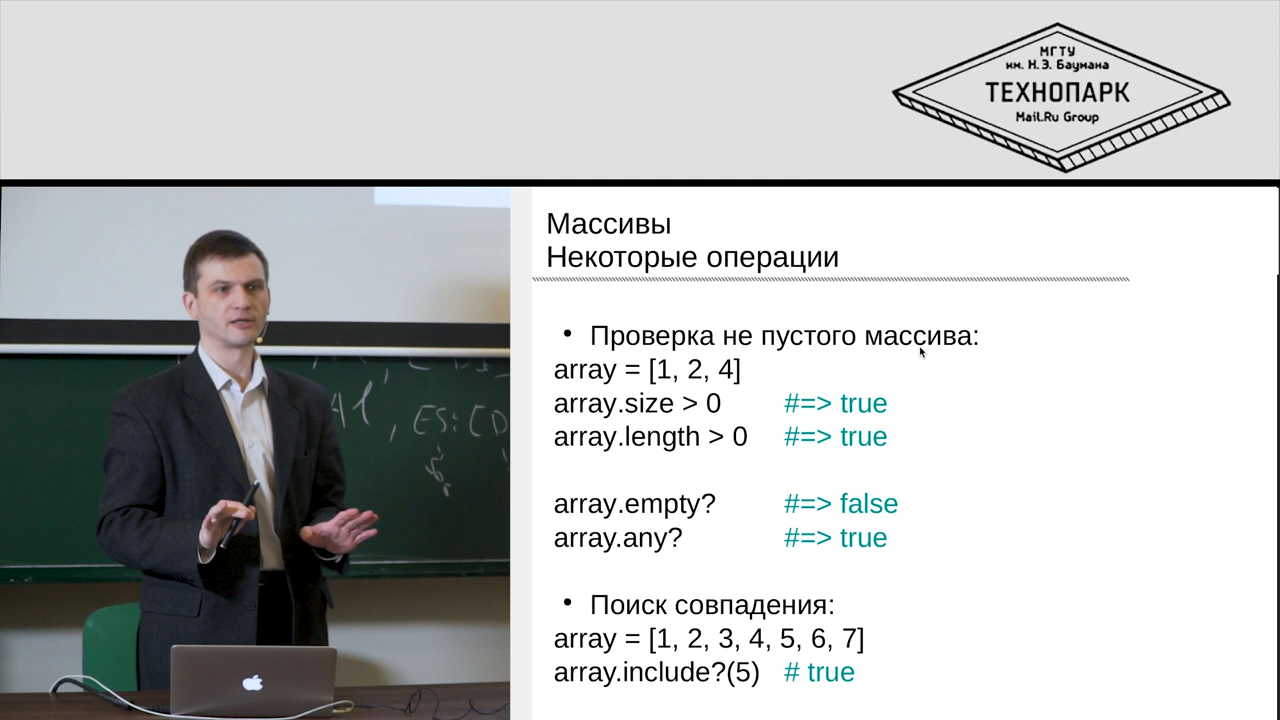 МГТУ
им. Н.Э. Баумана
ТЕХНОПАРК
Mail.Ru Group
Массивы
Некоторые операции
• Проверка не пустого массива:
array = [1, 2, 4]
array.size > 0 #=> true
array.length > 0 #=> true
array.empty? #=> false
array.any? #=> true
• Поиск совпадения:
array = [1, 2, 3, 4, 5, 6, 7]
array.include?(5) # true